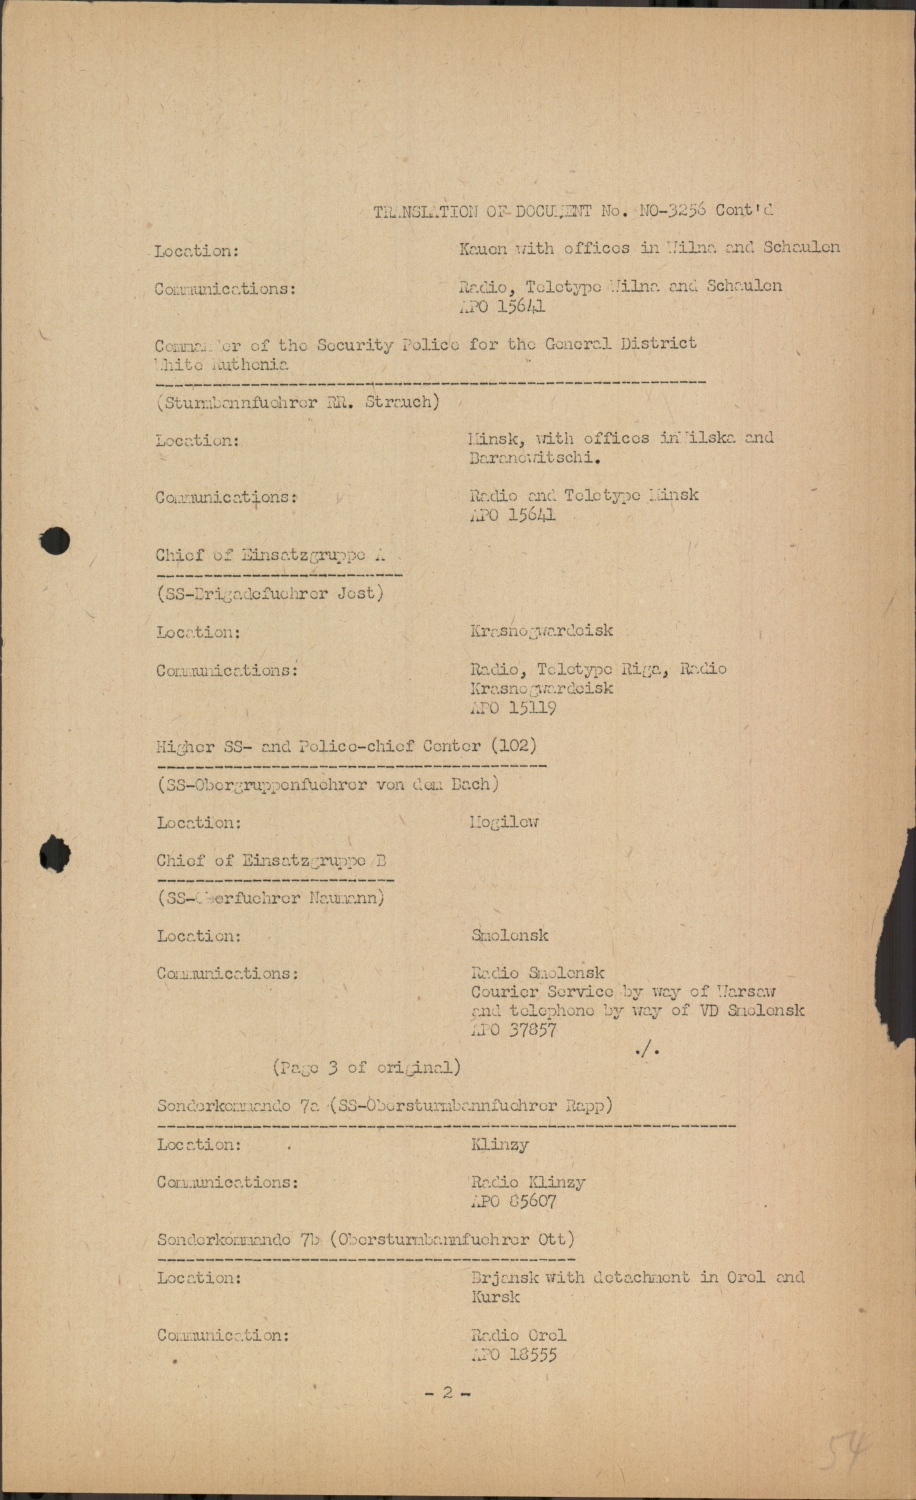 TRANSLATION OF DOCUMENT No. NO-3256 Cont'd
Location: Kauen with offices in Wilna and Schaulen
Communications: Radio, Teletype Wilna and Schaulen
APO 15641
Commander of the Security Police for the General District
White Ruthenia
(Sturmbannfuehrer RR. Strauch)
Location: Minsk, with offices in Wilska and
Baranowitschi.
Communications: Radio and Teletype Minsk
APO 15641
Chief of Einsatzgruppe A
(SS-Brigadefuehrer Jost)
Location: Krasnogwardeisk
Communications: Radio, Teletype Riga, Radio
Krasnogwardeisk
APO 15119
Higher SS- and Police-chief Center (102)
(SS-Obergruppenfuehrer von dem Bach)
Location: Mogilew
Chief of Einsatzgruppe B
(SS-Oberfuehrer Naumann)
Location: Smolensk
Communications: Radio Smolensk
Courier Service by way of Warsaw
and telephone by way of VD Smolensk
APO 37857
./.
(Page 3 of original)
Sonderkommando 7a (SS-Obersturmbannfuehrer Rapp)
Location: Klinzy
Communications: Radio Klinzy
APO 85607
Sonderkommando 7b (Obersturmbannfuehrer Ott)
Location: Brjansk with detachment in Orel and
Kursk
Communication: Radio Orel
APO 18555
- 2 -
54